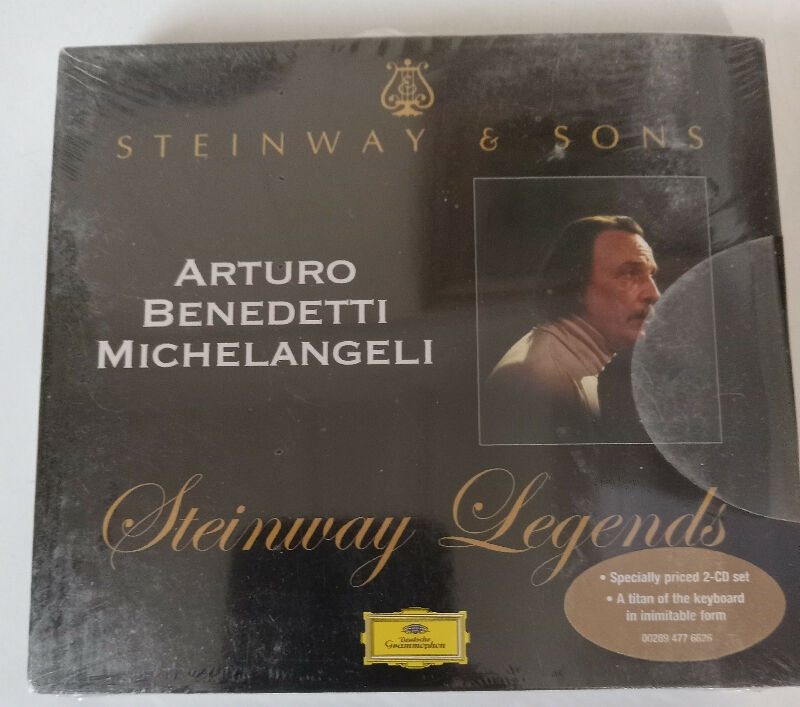 STEINWAY & SONS
ARTURO
BENEDETTI
MICHELANGELI
Steinway Legends
• Specially priced 2-CD set
• A titan of the keyboard
in inimitable form
00289 477 6626
Deutsche
Grammophon